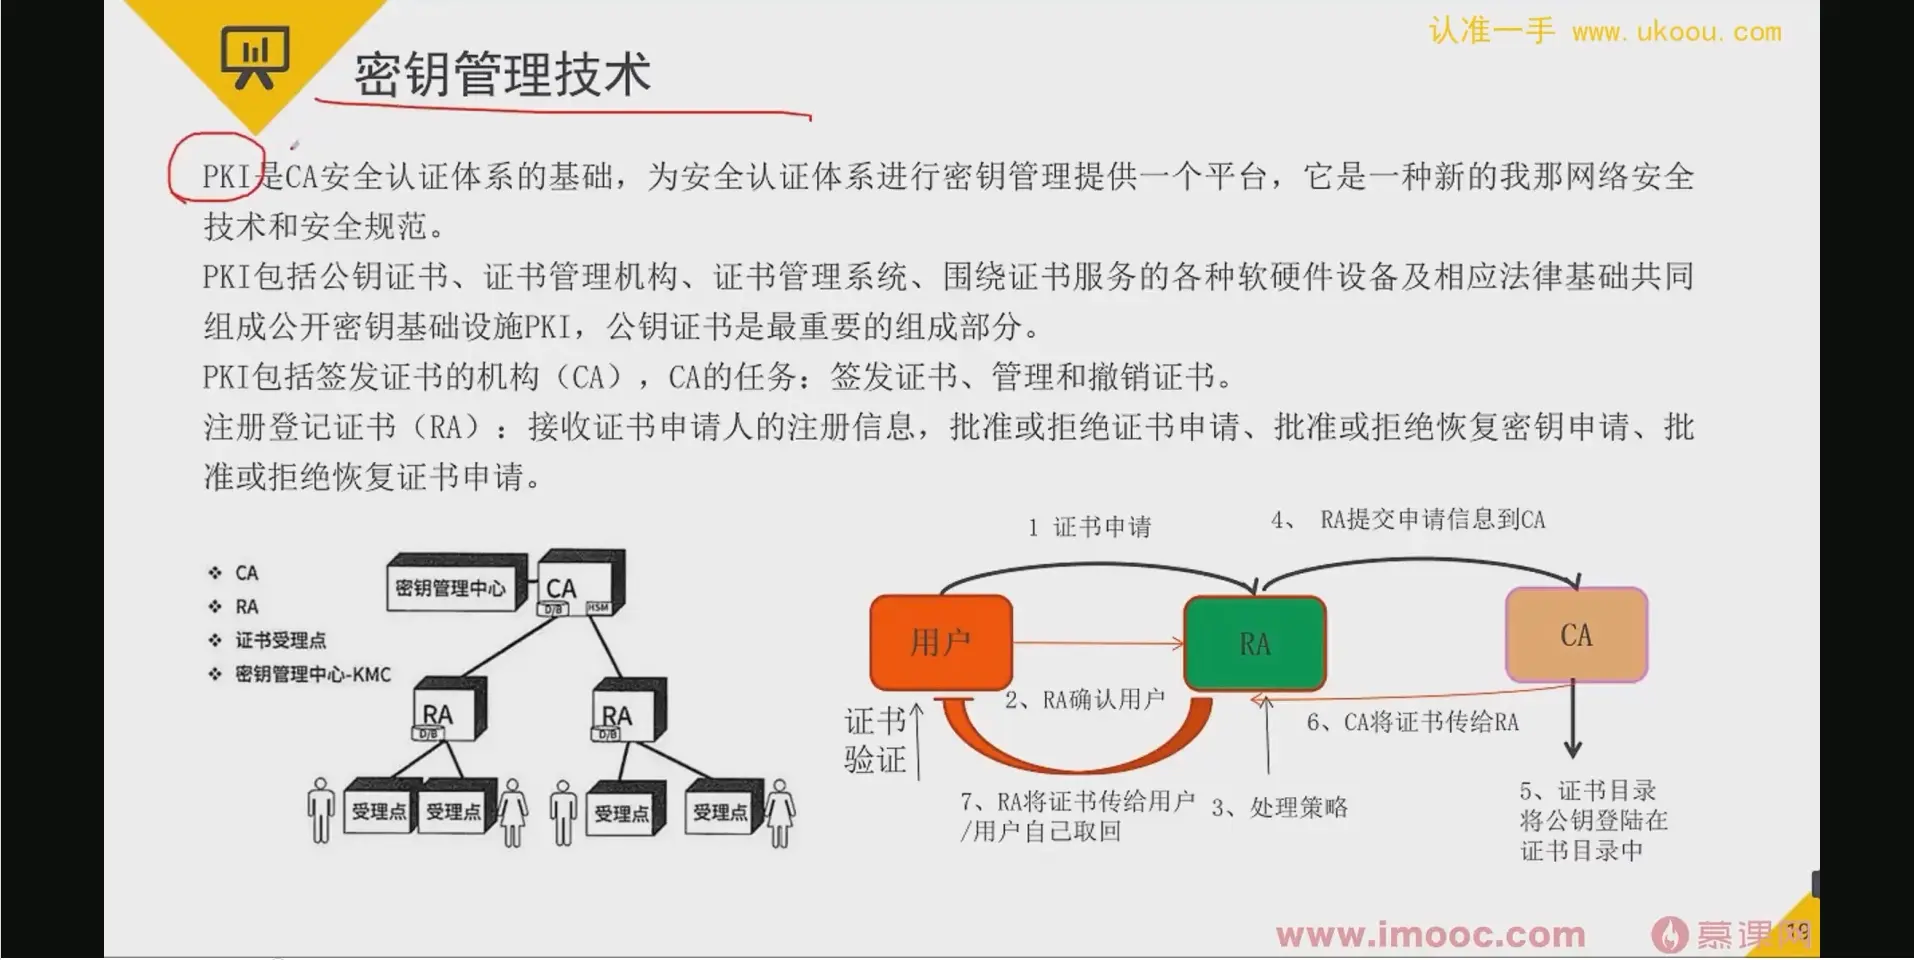 认准一手 www.ukoou.com
密钥管理技术
PKI是CA安全认证体系的基础，为安全认证体系进行密钥管理提供一个平台，它是一种新的我那网络安全
技术和安全规范。
PKI包括公钥证书、证书管理机构、证书管理系统、围绕证书服务的各种软硬件设备及相应法律基础共同
组成公开密钥基础设施PKI，公钥证书是最重要的组成部分。
PKI包括签发证书的机构（CA），CA的任务：签发证书、管理和撤销证书。
注册登记证书（RA）：接收证书申请人的注册信息，批准或拒绝证书申请、批准或拒绝恢复密钥申请、批
准或拒绝恢复证书申请。
❖ CA
❖ RA
❖ 证书受理点
❖ 密钥管理中心-KMC
密钥管理中心
CA
D/B
HSM
RA
D/B
RA
D/B
受理点
受理点
受理点
受理点
1 证书申请
4、 RA提交申请信息到CA
用户
RA
CA
2、RA确认用户
证书
验证
6、CA将证书传给RA
7、RA将证书传给用户
/用户自己取回
3、处理策略
5、证书目录
将公钥登陆在
证书目录中
www.imooc.com
慕课网
19